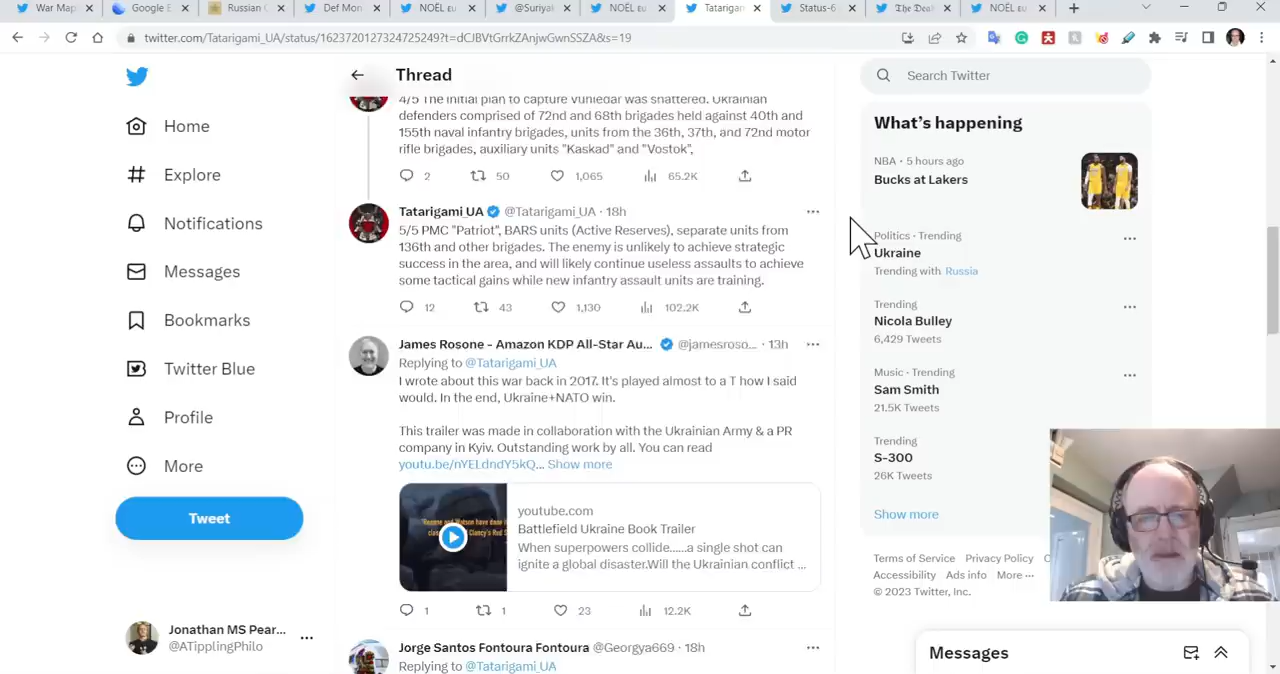 War Map
Google E
Russian C
Def Mon
NOËL eu
@Suriyak
NOËL eu
Tatarigam
Status-6
The Dead
NOËL eu
twitter.com/Tatarigami_UA/status/1623720127324725249?t=dCJBVtGrrkZAnjwGwnSSZA&s=19
Thread
Search Twitter
Home
Explore
Notifications
Messages
Bookmarks
Twitter Blue
Profile
More
Tweet
Jonathan MS Pear...
@ATipplingPhilo
4/5 The initial plan to capture Vuhledar was shattered. Ukrainian
defenders comprised of 72nd and 68th brigades held against 40th and
155th naval infantry brigades, units from the 36th, 37th, and 72nd motor
rifle brigades, auxiliary units "Kaskad" and "Vostok",
2 50 1,065 65.2K
Tatarigami_UA @Tatarigami_UA · 18h
5/5 PMC "Patriot", BARS units (Active Reserves), separate units from
136th and other brigades. The enemy is unlikely to achieve strategic
success in the area, and will likely continue useless assaults to achieve
some tactical gains while new infantry assault units are training.
12 43 1,130 102.2K
James Rosone - Amazon KDP All-Star Au... @jamesroso... · 13h
Replying to @Tatarigami_UA
I wrote about this war back in 2017. It's played almost to a T how I said
would. In the end, Ukraine+NATO win.
This trailer was made in collaboration with the Ukrainian Army & a PR
company in Kyiv. Outstanding work by all. You can read
youtu.be/nYELdndY5kQ... Show more
youtube.com
Battlefield Ukraine Book Trailer
When superpowers collide......a single shot can
ignite a global disaster.Will the Ukrainian conflict ...
1 1 23 12.2K
Jorge Santos Fontoura Fontoura @Georgya669 · 18h
Replying to @Tatarigami_UA
What's happening
NBA · 5 hours ago
Bucks at Lakers
Politics · Trending
Ukraine
Trending with Russia
Trending
Nicola Bulley
6,429 Tweets
Music · Trending
Sam Smith
21.5K Tweets
Trending
S-300
26K Tweets
Show more
Terms of Service Privacy Policy C
Accessibility Ads info More ...
© 2023 Twitter, Inc.
Messages